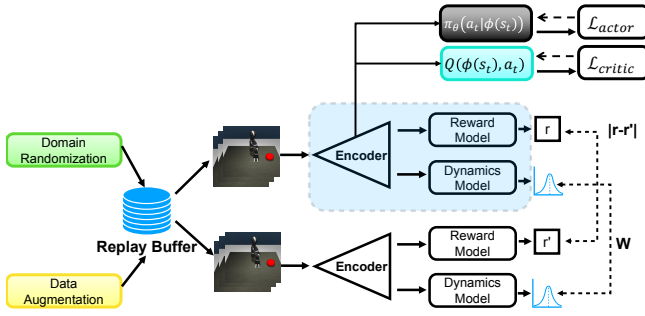 π_θ(a_t|ϕ(s_t))
ℒ_actor
Q(ϕ(s_t), a_t)
ℒ_critic
Domain
Randomization
Replay Buffer
Data
Augmentation
Encoder
Reward
Model
r
|r-r'|
Dynamics
Model
Encoder
Reward
Model
r'
W
Dynamics
Model